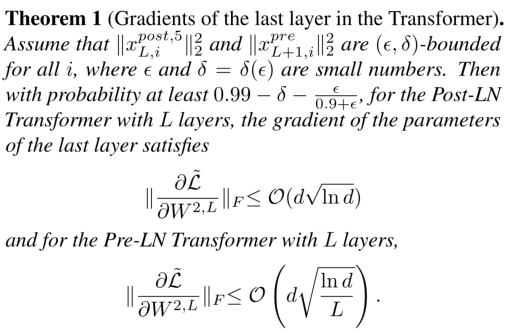 Theorem 1 (Gradients of the last layer in the Transformer).
Assume that $\|x_{L,i}^{post,5}\|_2^2$ and $\|x_{L+1,i}^{pre}\|_2^2$ are $(\epsilon, \delta)$-bounded
for all $i$, where $\epsilon$ and $\delta = \delta(\epsilon)$ are small numbers. Then
with probability at least $0.99 - \delta - \frac{\epsilon}{0.9+\epsilon}$, for the Post-LN
Transformer with $L$ layers, the gradient of the parameters
of the last layer satisfies
$\|\frac{\partial \tilde{\mathcal{L}}}{\partial W^{2,L}}\|_F \leq \mathcal{O}(d\sqrt{\ln d})$
and for the Pre-LN Transformer with $L$ layers,
$\|\frac{\partial \tilde{\mathcal{L}}}{\partial W^{2,L}}\|_F \leq \mathcal{O}\left(d\sqrt{\frac{\ln d}{L}}\right).$